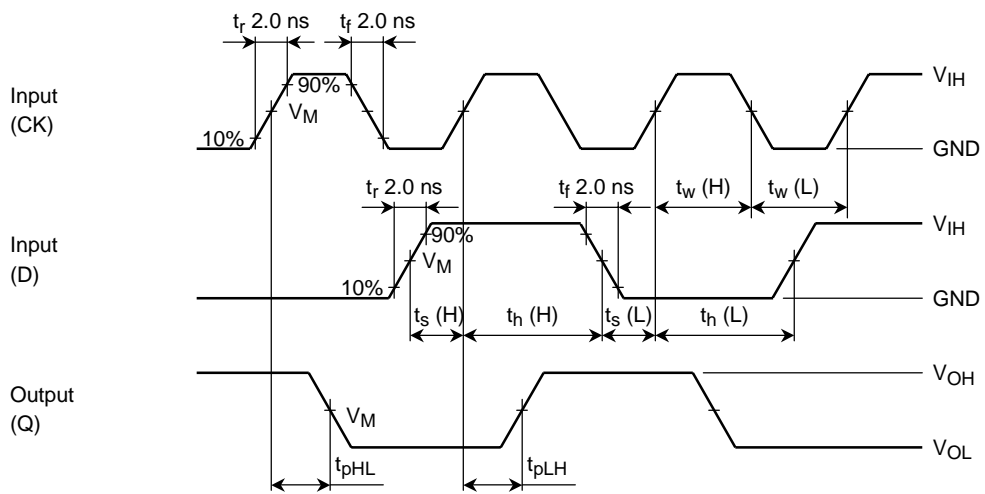 tr 2.0 ns
tf 2.0 ns
Input
(CK)
90%
VM
10%
VIH
GND
tr 2.0 ns
tf 2.0 ns
tw (H)
tw (L)
Input
(D)
90%
VM
10%
VIH
GND
ts (H)
th (H)
ts (L)
th (L)
Output
(Q)
VM
VOH
VOL
tpHL
tpLH